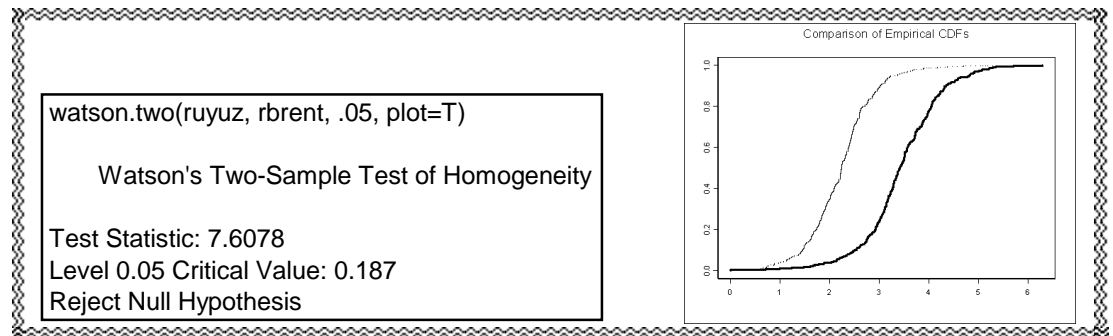 watson.two(ruyuz, rbrent, .05, plot=T)
Watson's Two-Sample Test of Homogeneity
Test Statistic: 7.6078
Level 0.05 Critical Value: 0.187
Reject Null Hypothesis
Comparison of Empirical CDFs
1.0
0.8
0.6
0.4
0.2
0.0
0 1 2 3 4 5 6